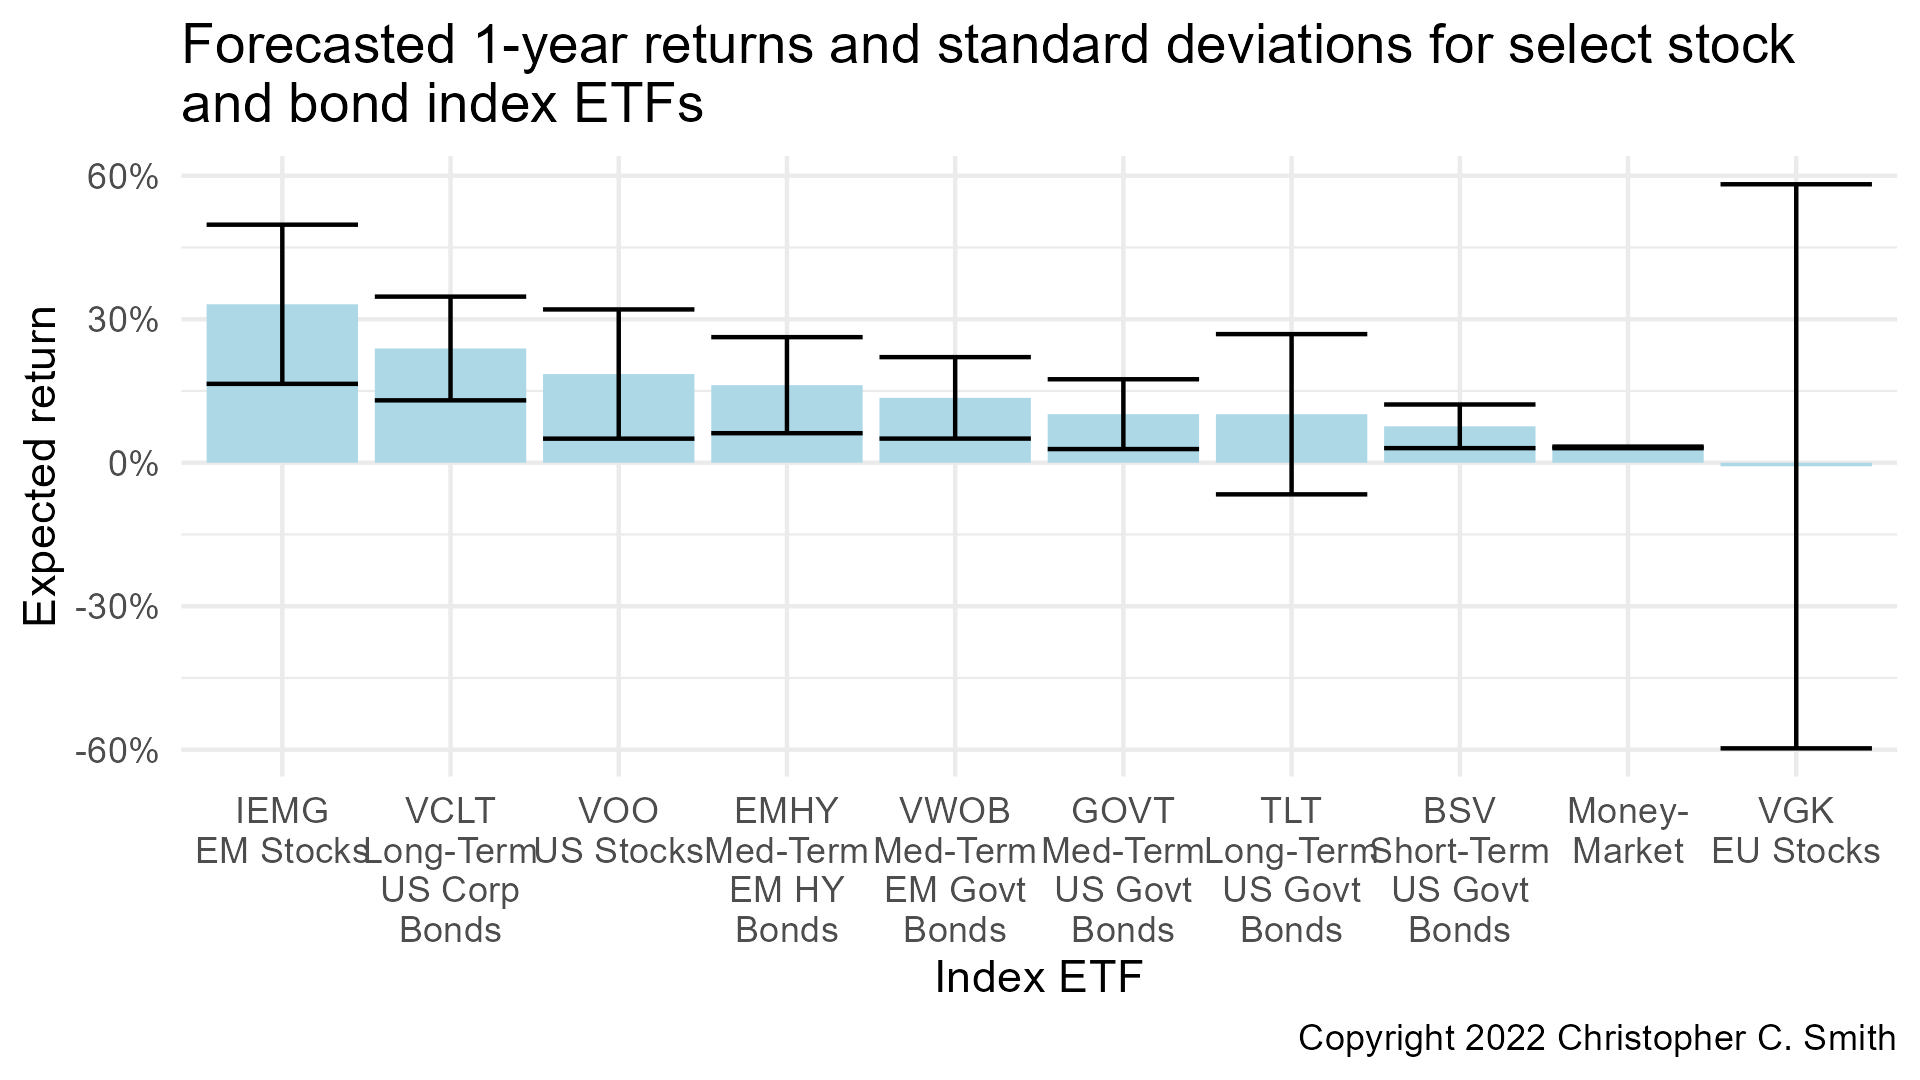 Forecasted 1-year returns and standard deviations for select stock
and bond index ETFs
Expected return
60%
30%
0%
-30%
-60%
IEMG
EM Stocks
VCLT
Long-Term
US Corp
Bonds
VOO
US Stocks
EMHY
Med-Term
EM HY
Bonds
VWOB
Med-Term
EM Govt
Bonds
GOVT
Med-Term
US Govt
Bonds
TLT
Long-Term
US Govt
Bonds
BSV
Short-Term
US Govt
Bonds
Money-
Market
VGK
EU Stocks
Index ETF
Copyright 2022 Christopher C. Smith